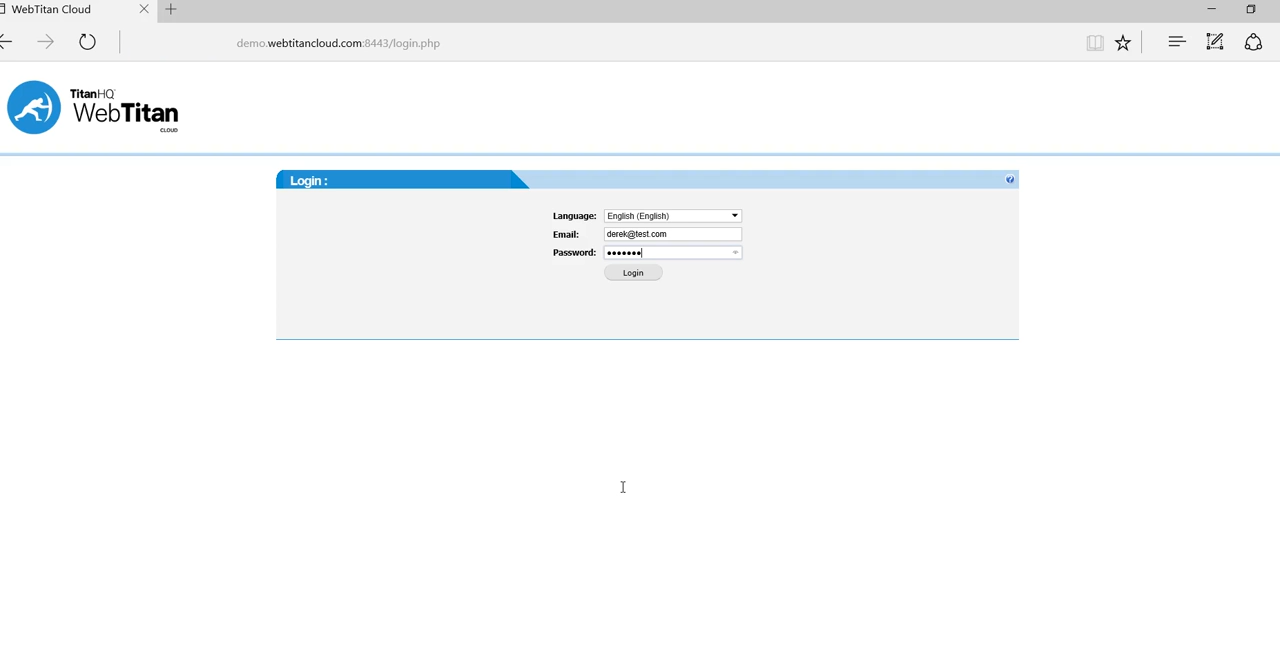 WebTitan Cloud
demo.webtitancloud.com:8443/login.php
TitanHQ
WebTitan
CLOUD
Login :
Language: English (English)
Email: derek@test.com
Password: •••••••
Login